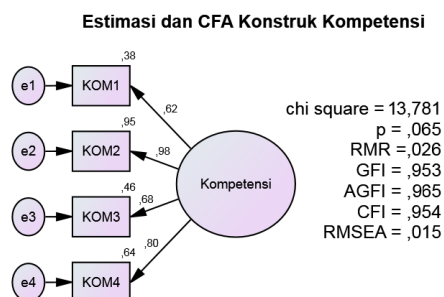 Estimasi dan CFA Konstruk Kompetensi
,38
e1
KOM1
,62
,95
e2
KOM2
,98
,46
e3
KOM3
,68
,64
e4
KOM4
,80
Kompetensi
chi square = 13,781
p = ,065
RMR =,026
GFI = ,953
AGFI = ,965
CFI = ,954
RMSEA = ,015